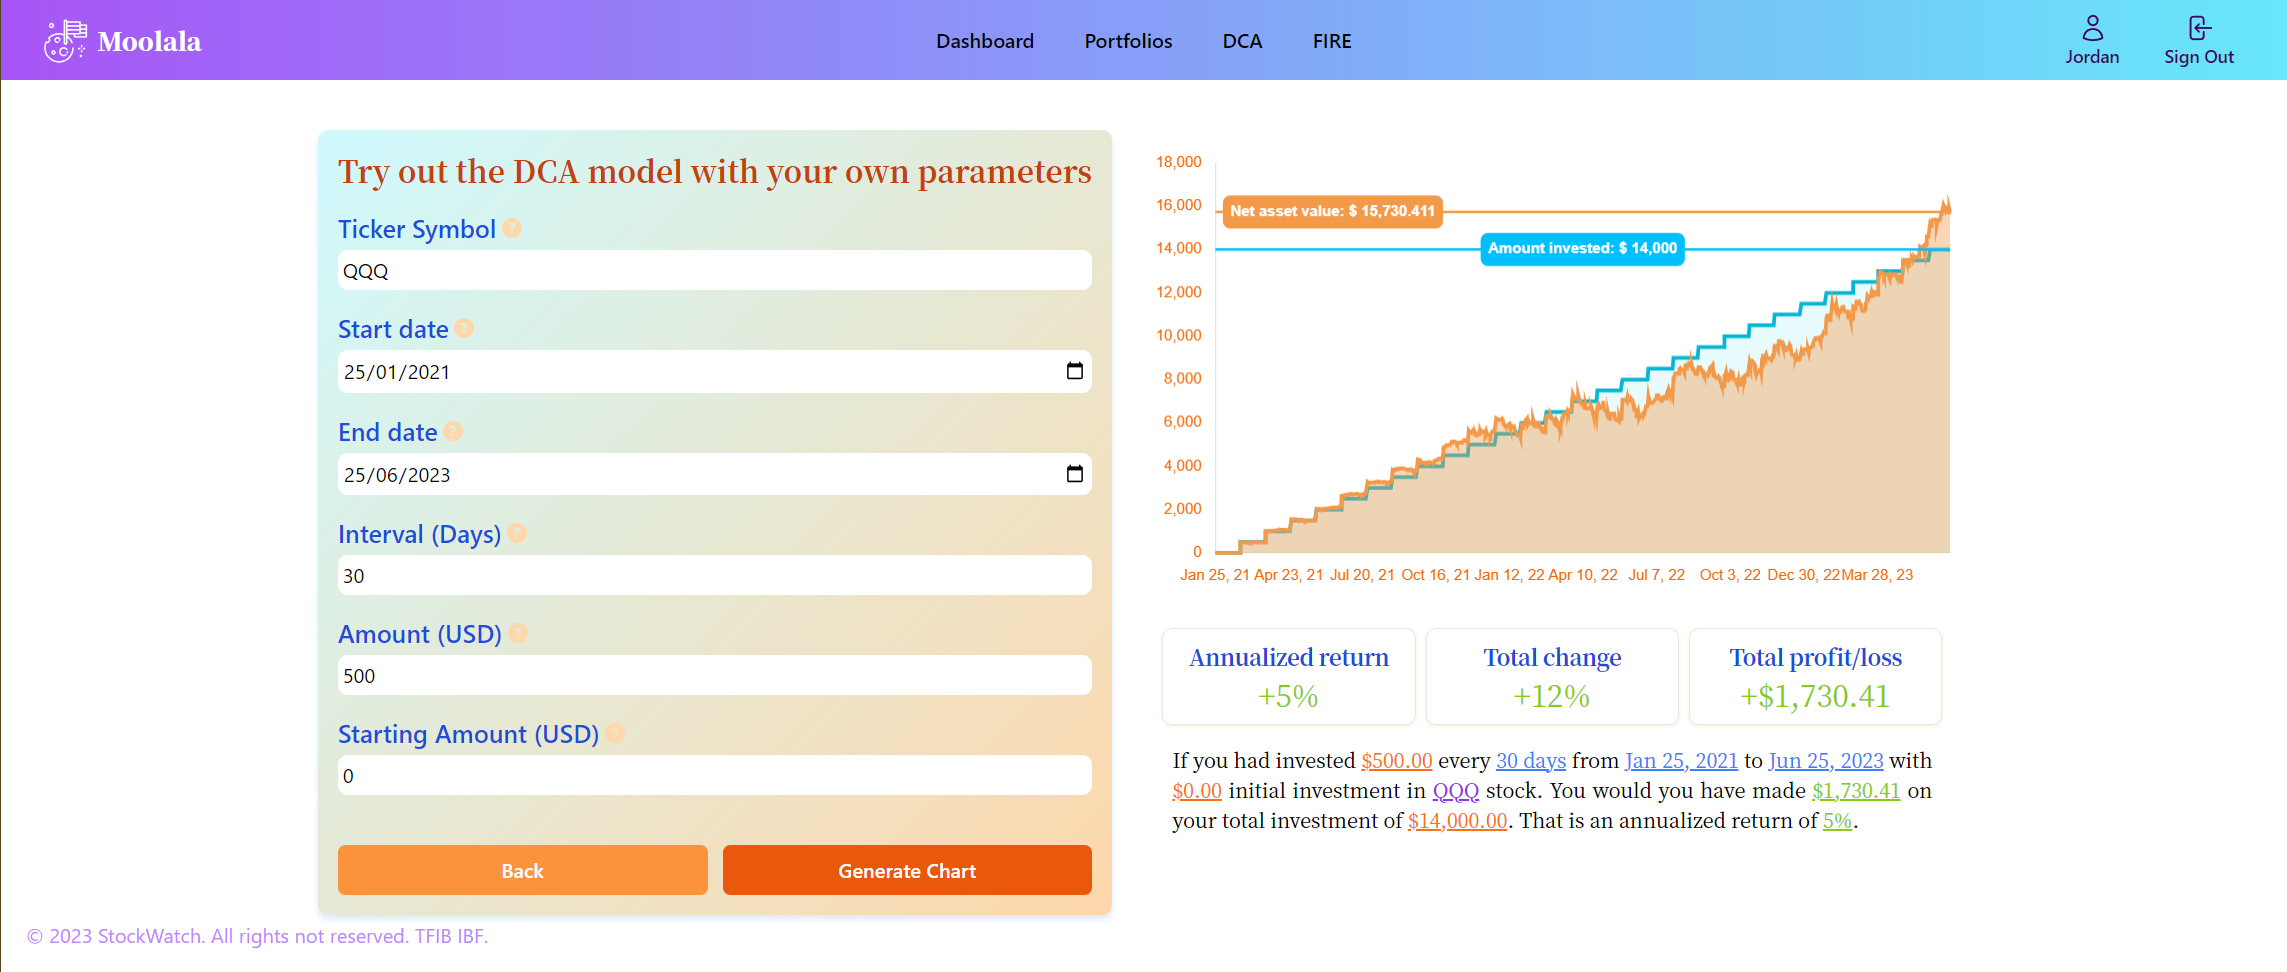 Moolala
Dashboard Portfolios DCA FIRE
Jordan
Sign Out
Try out the DCA model with your own parameters
Ticker Symbol ?
QQQ
Start date ?
25/01/2021
End date ?
25/06/2023
Interval (Days) ?
30
Amount (USD) ?
500
Starting Amount (USD) ?
0
Back
Generate Chart
18,000
16,000
14,000
12,000
10,000
8,000
6,000
4,000
2,000
0
Net asset value: $ 15,730.411
Amount invested: $ 14,000
Jan 25, 21 Apr 23, 21 Jul 20, 21 Oct 16, 21 Jan 12, 22 Apr 10, 22 Jul 7, 22 Oct 3, 22 Dec 30, 22 Mar 28, 23
Annualized return
+5%
Total change
+12%
Total profit/loss
+$1,730.41
If you had invested $500.00 every 30 days from Jan 25, 2021 to Jun 25, 2023 with
$0.00 initial investment in QQQ stock. You would you have made $1,730.41 on
your total investment of $14,000.00. That is an annualized return of 5%.
© 2023 StockWatch. All rights not reserved. TFIB IBF.